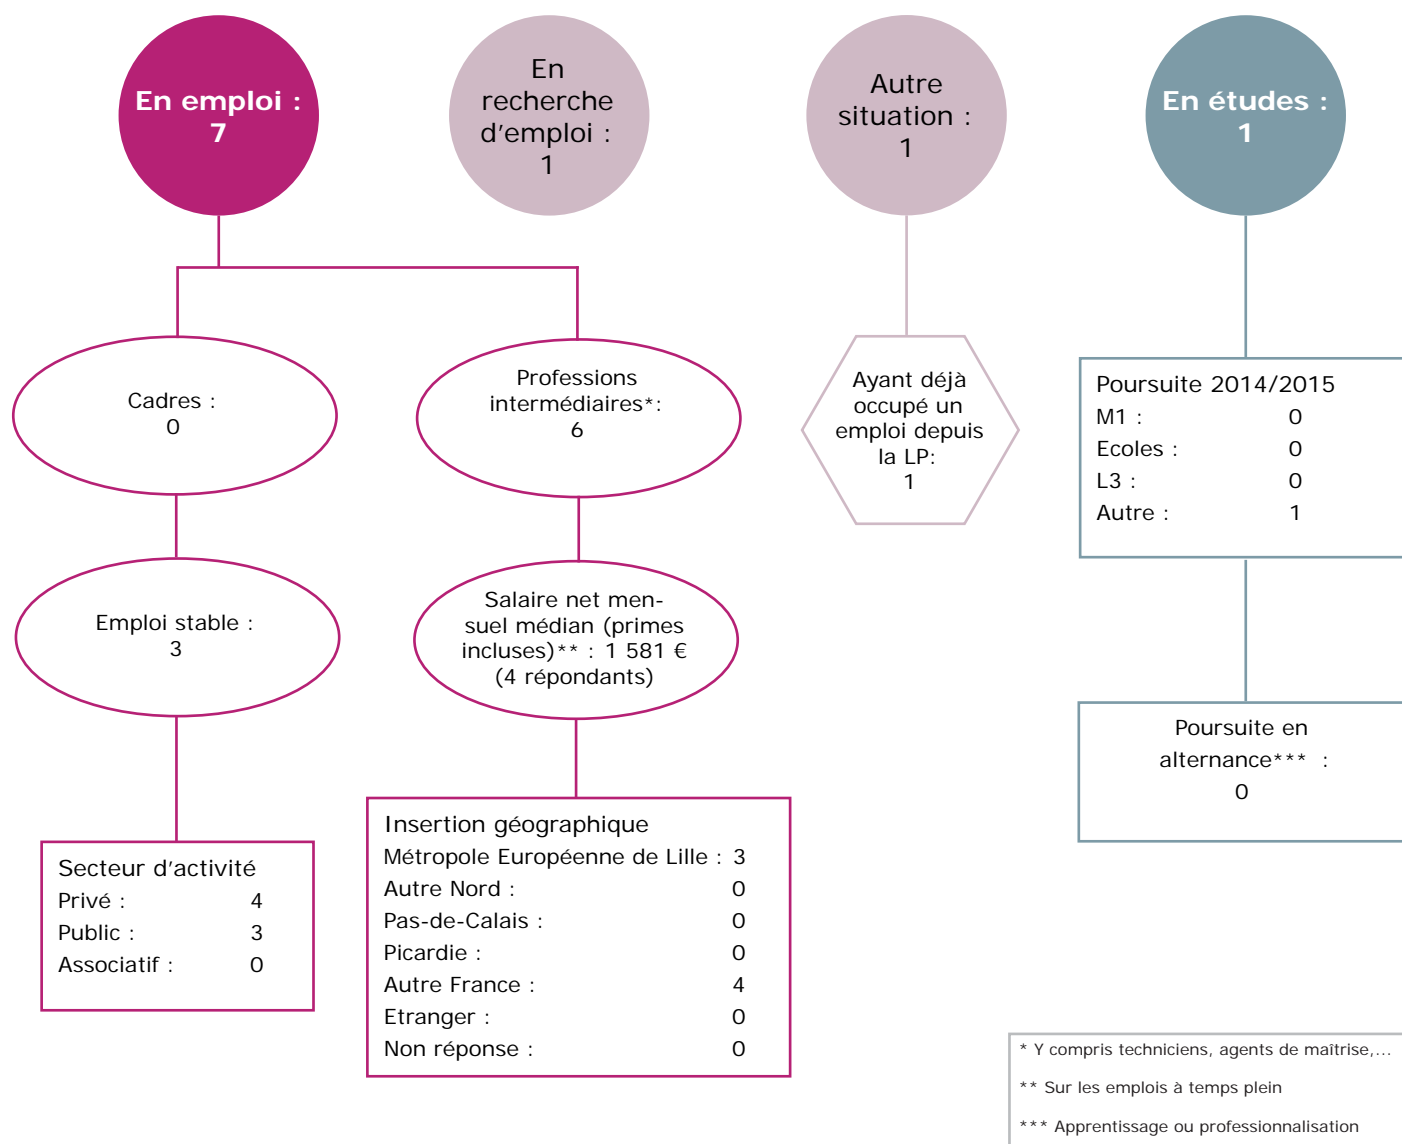 En emploi :
7
En
recherche
d'emploi :
1
Autre
situation :
1
En études :
1
Cadres :
0
Professions
intermédiaires*:
6
Ayant déjà
occupé un
emploi depuis
la LP:
1
Poursuite 2014/2015
M1 : 0
Ecoles : 0
L3 : 0
Autre : 1
Emploi stable :
3
Salaire net men-
suel médian (primes
incluses)** : 1 581 €
(4 répondants)
Poursuite en
alternance*** :
0
Secteur d'activité
Privé : 4
Public : 3
Associatif : 0
Insertion géographique
Métropole Européenne de Lille : 3
Autre Nord : 0
Pas-de-Calais : 0
Picardie : 0
Autre France : 4
Etranger : 0
Non réponse : 0
* Y compris techniciens, agents de maîtrise,...
** Sur les emplois à temps plein
*** Apprentissage ou professionnalisation